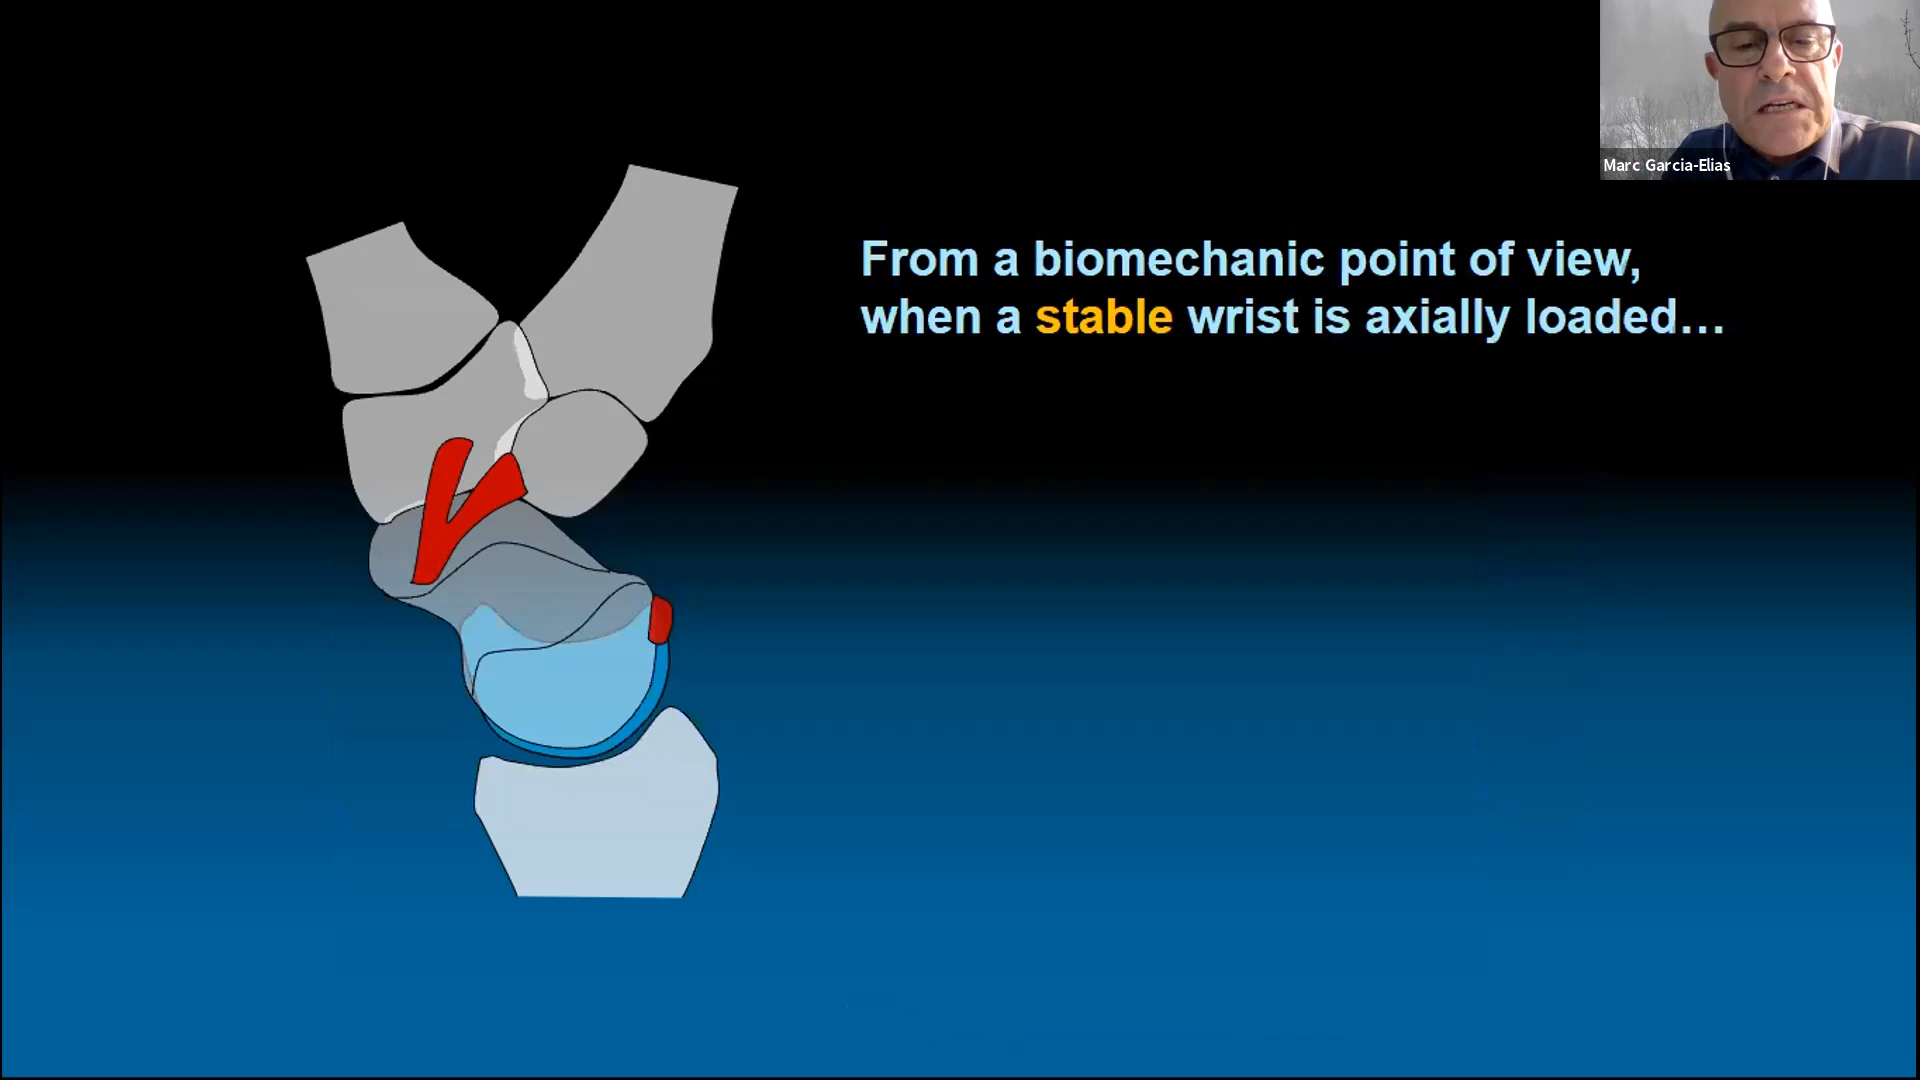 Marc Garcia-Elias
From a biomechanic point of view,
when a stable wrist is axially loaded…